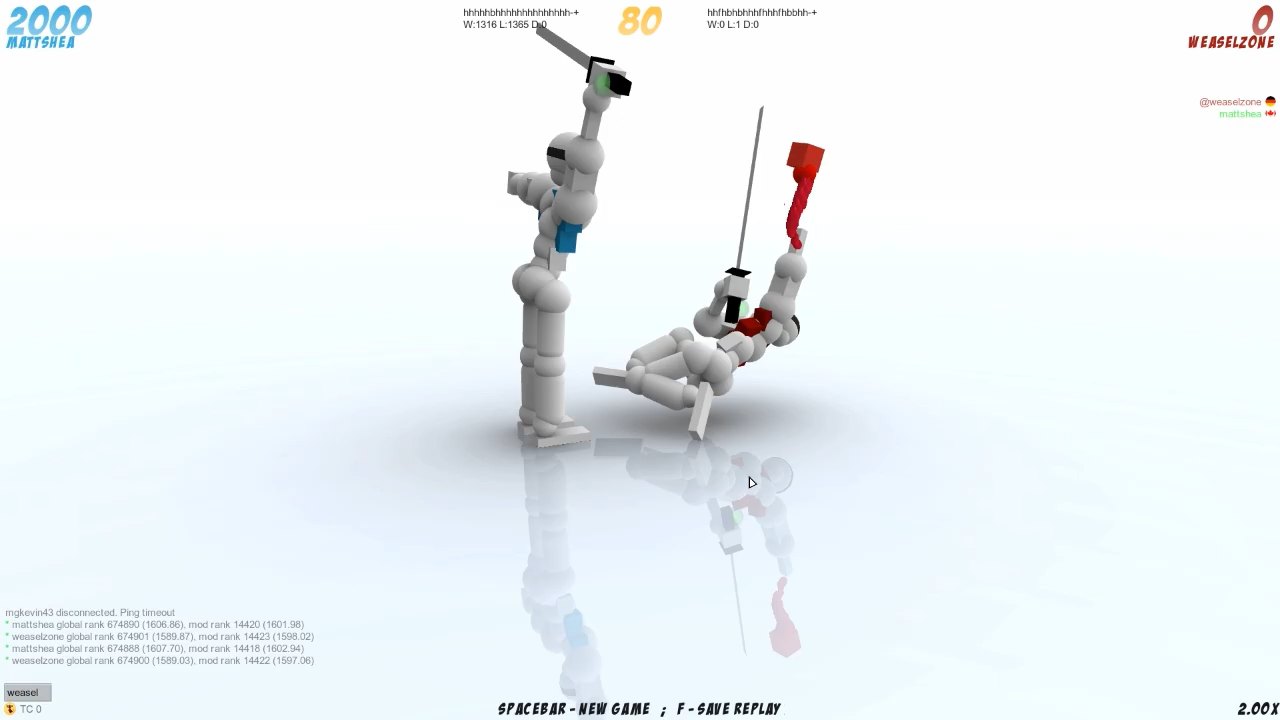 2000
MATTSHEA
hhhhhbhhhhhhhhhhhhhh-+
W:1316 L:1365 D:0
80
hhfhbhbhhhfhhhfhbbhh-+
W:0 L:1 D:0
0
WEASELZONE
@weaselzone
mattshea
mgkevin43 disconnected. Ping timeout
* mattshea global rank 674890 (1606.86), mod rank 14420 (1601.98)
* weaselzone global rank 674901 (1589.87), mod rank 14423 (1598.02)
* mattshea global rank 674888 (1607.70), mod rank 14418 (1602.94)
* weaselzone global rank 674900 (1589.03), mod rank 14422 (1597.06)
weasel
TC 0
SPACEBAR - NEW GAME ; F - SAVE REPLAY
2.00X